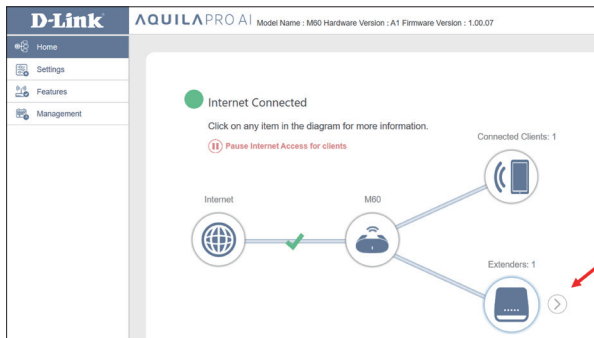 D-Link AQUILA PRO AI Model Name : M60 Hardware Version : A1 Firmware Version : 1.00.07
Home
Settings
Features
Management
Internet Connected
Click on any item in the diagram for more information.
Pause Internet Access for clients
Connected Clients: 1
Internet
M60
Extenders: 1